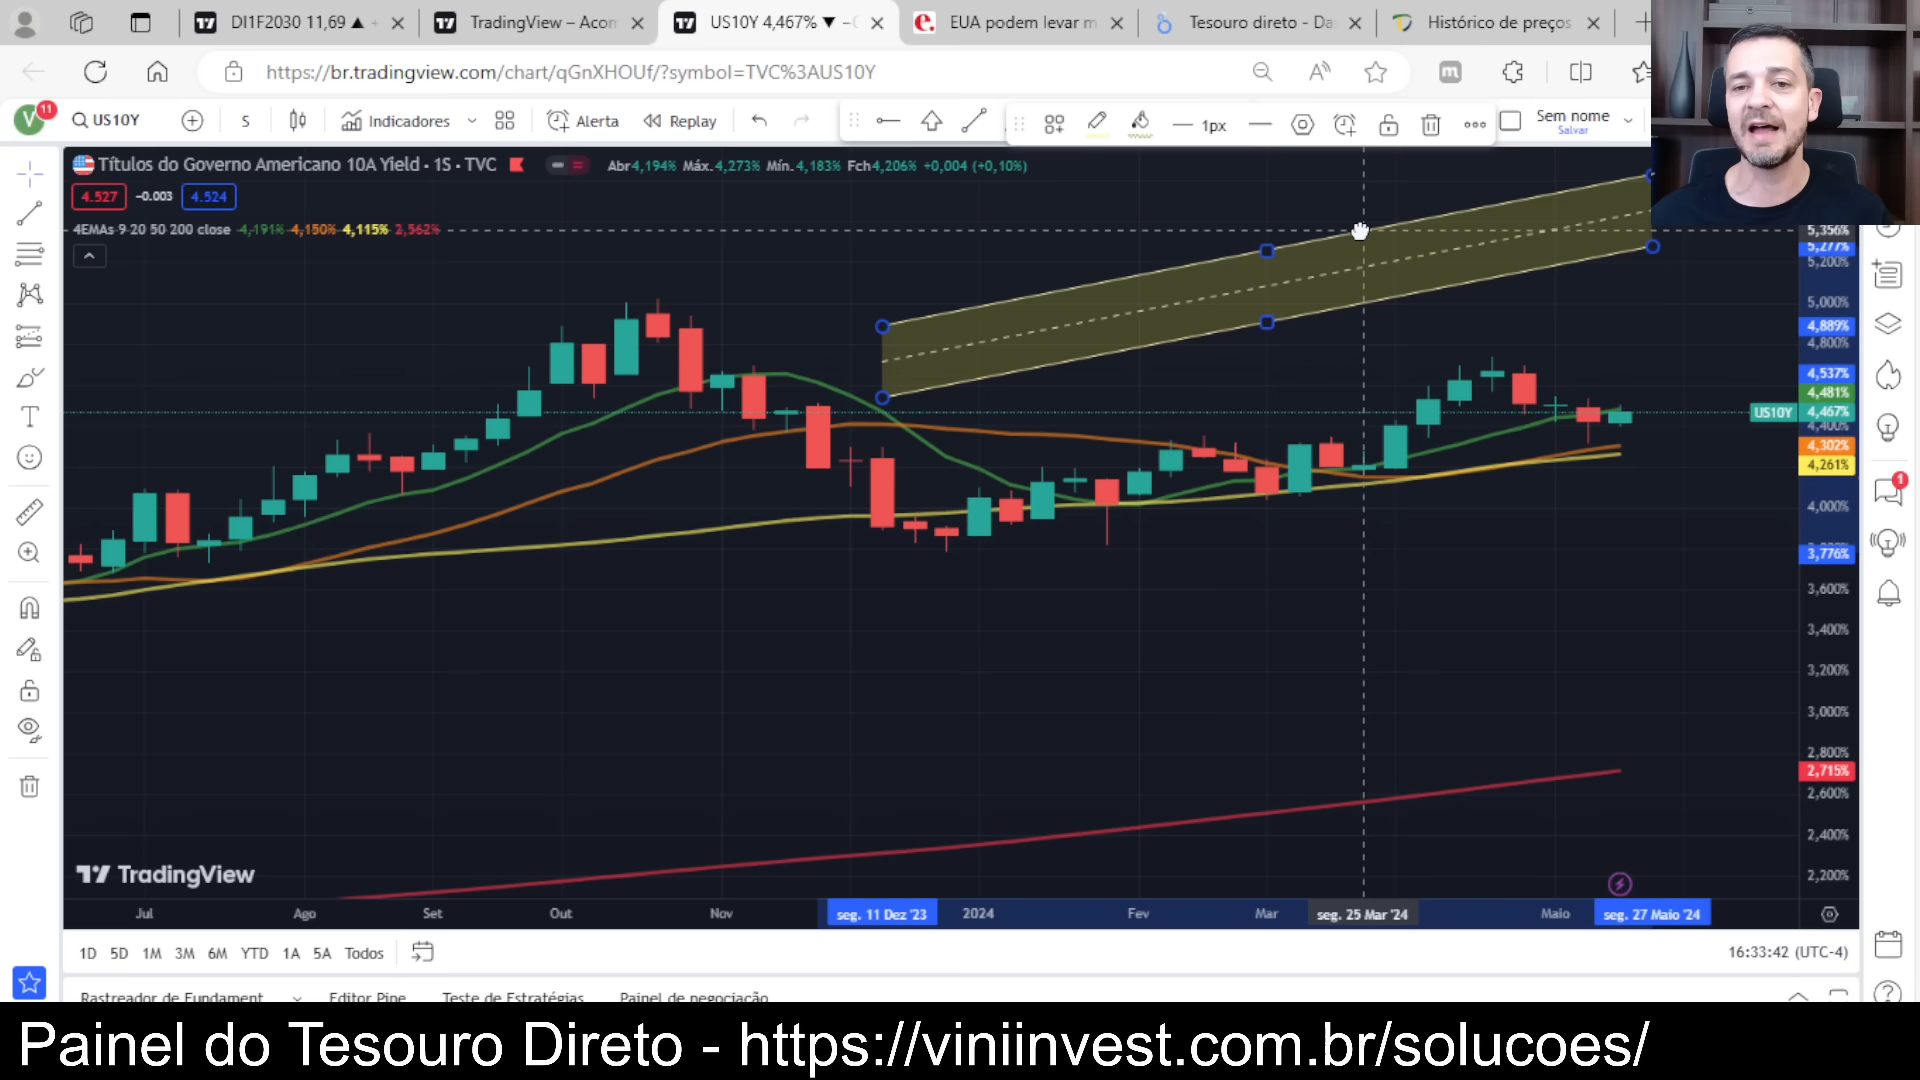 DI1F2030 11,69 ▲
TradingView – Acon
US10Y 4,467% ▼
EUA podem levar m
Tesouro direto - Da
Histórico de preços
https://br.tradingview.com/chart/qGnXHOUf/?symbol=TVC%3AUS10Y
V
11
US10Y
S
Indicadores
Alerta
Replay
1px
Sem nome
Salvar
Títulos do Governo Americano 10A Yield · 1S · TVC
Abr4,194% Máx.4,273% Mín.4,183% Fch4,206% +0,004 (+0,10%)
4.527
-0.003
4.524
4EMAs 9 20 50 200 close 4,191% 4,150% 4,115% 2,562%
5,356%
5,277%
5,200%
5,000%
4,889%
4,800%
4,537%
4,481%
US10Y 4,467%
4,400%
4,302%
4,261%
4,000%
3,776%
3,600%
3,400%
3,200%
3,000%
2,800%
2,715%
2,600%
2,400%
2,200%
1
TradingView
Jul
Ago
Set
Out
Nov
seg. 11 Dez '23
2024
Fev
Mar
seg. 25 Mar '24
Maio
seg. 27 Maio '24
1D 5D 1M 3M 6M YTD 1A 5A Todos
16:33:42 (UTC-4)
Rastreador de Fundament
Editor Pine
Teste de Estratégias
Painel de negociação
Painel do Tesouro Direto - https://viniinvest.com.br/solucoes/